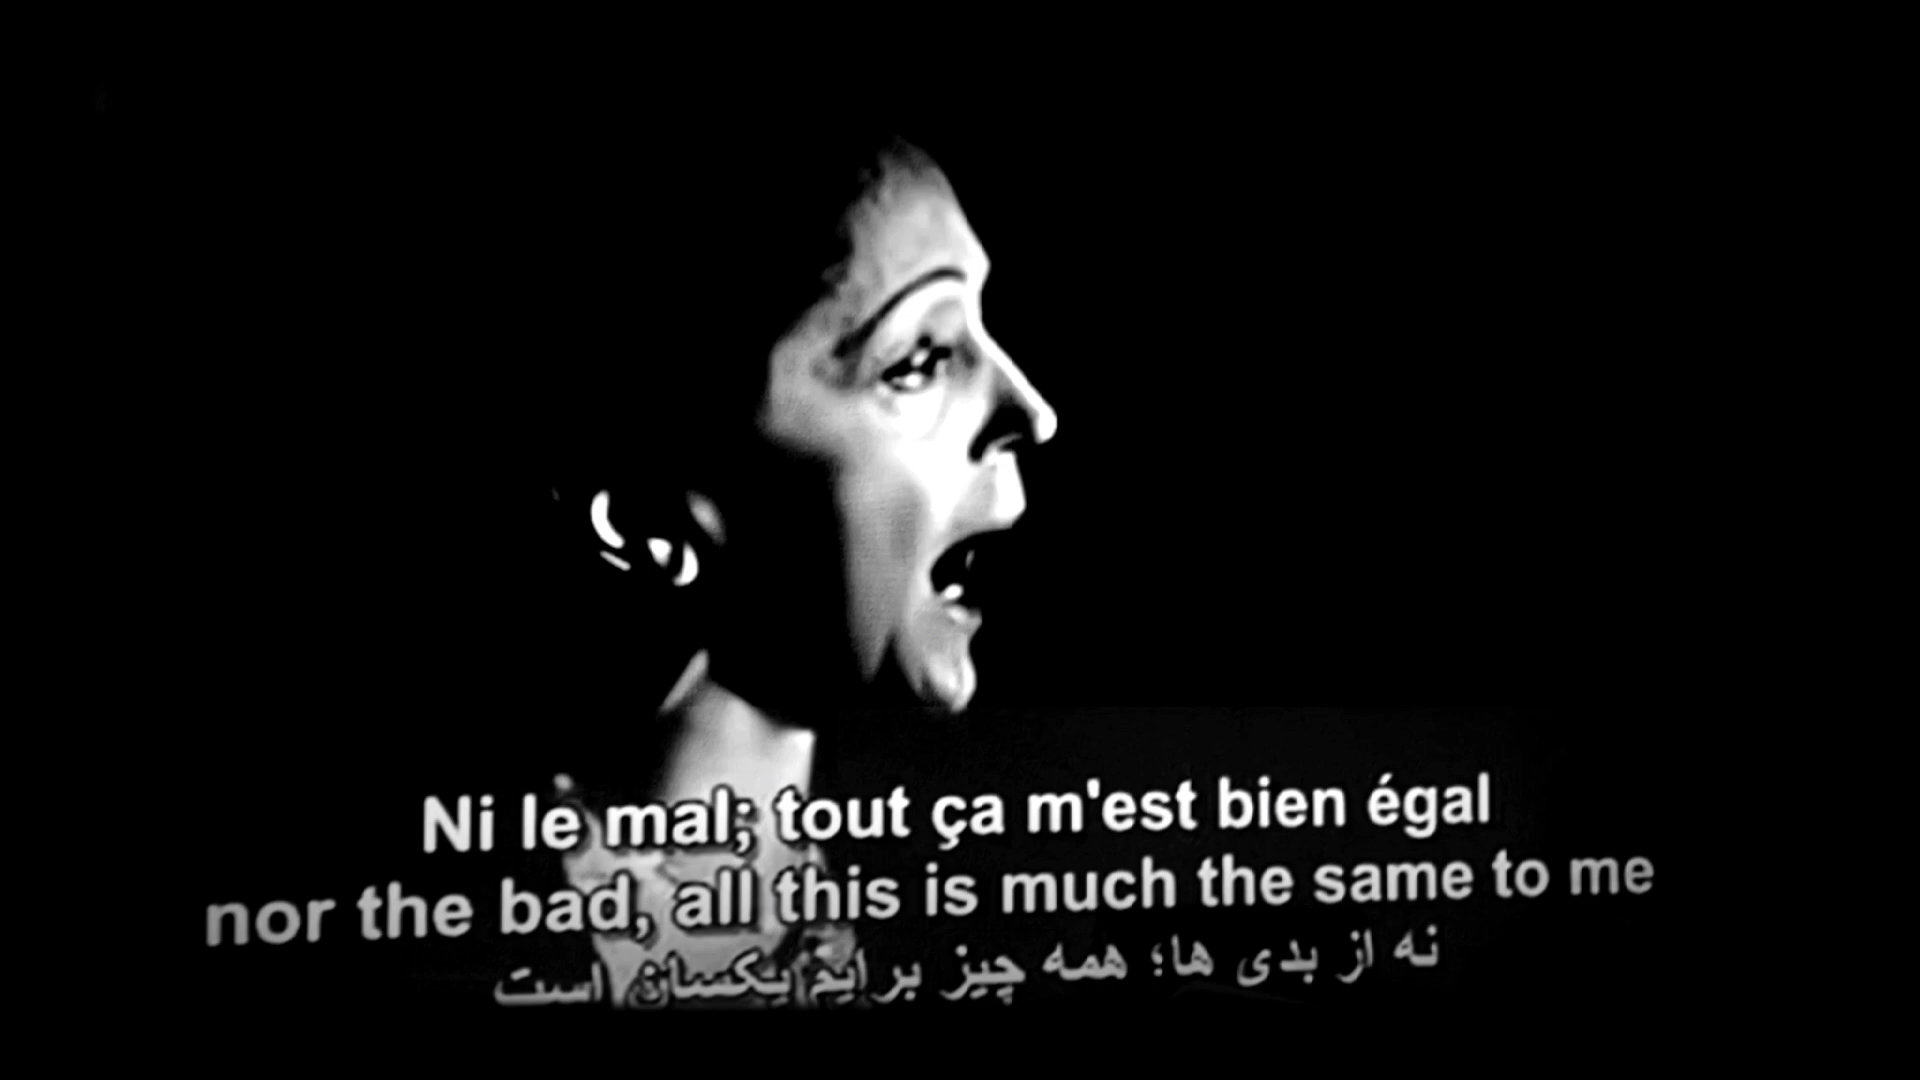 Ni le mal; tout ça m'est bien égal
nor the bad, all this is much the same to me
نه از بدی ها؛ همه چیز برایم یکسان است